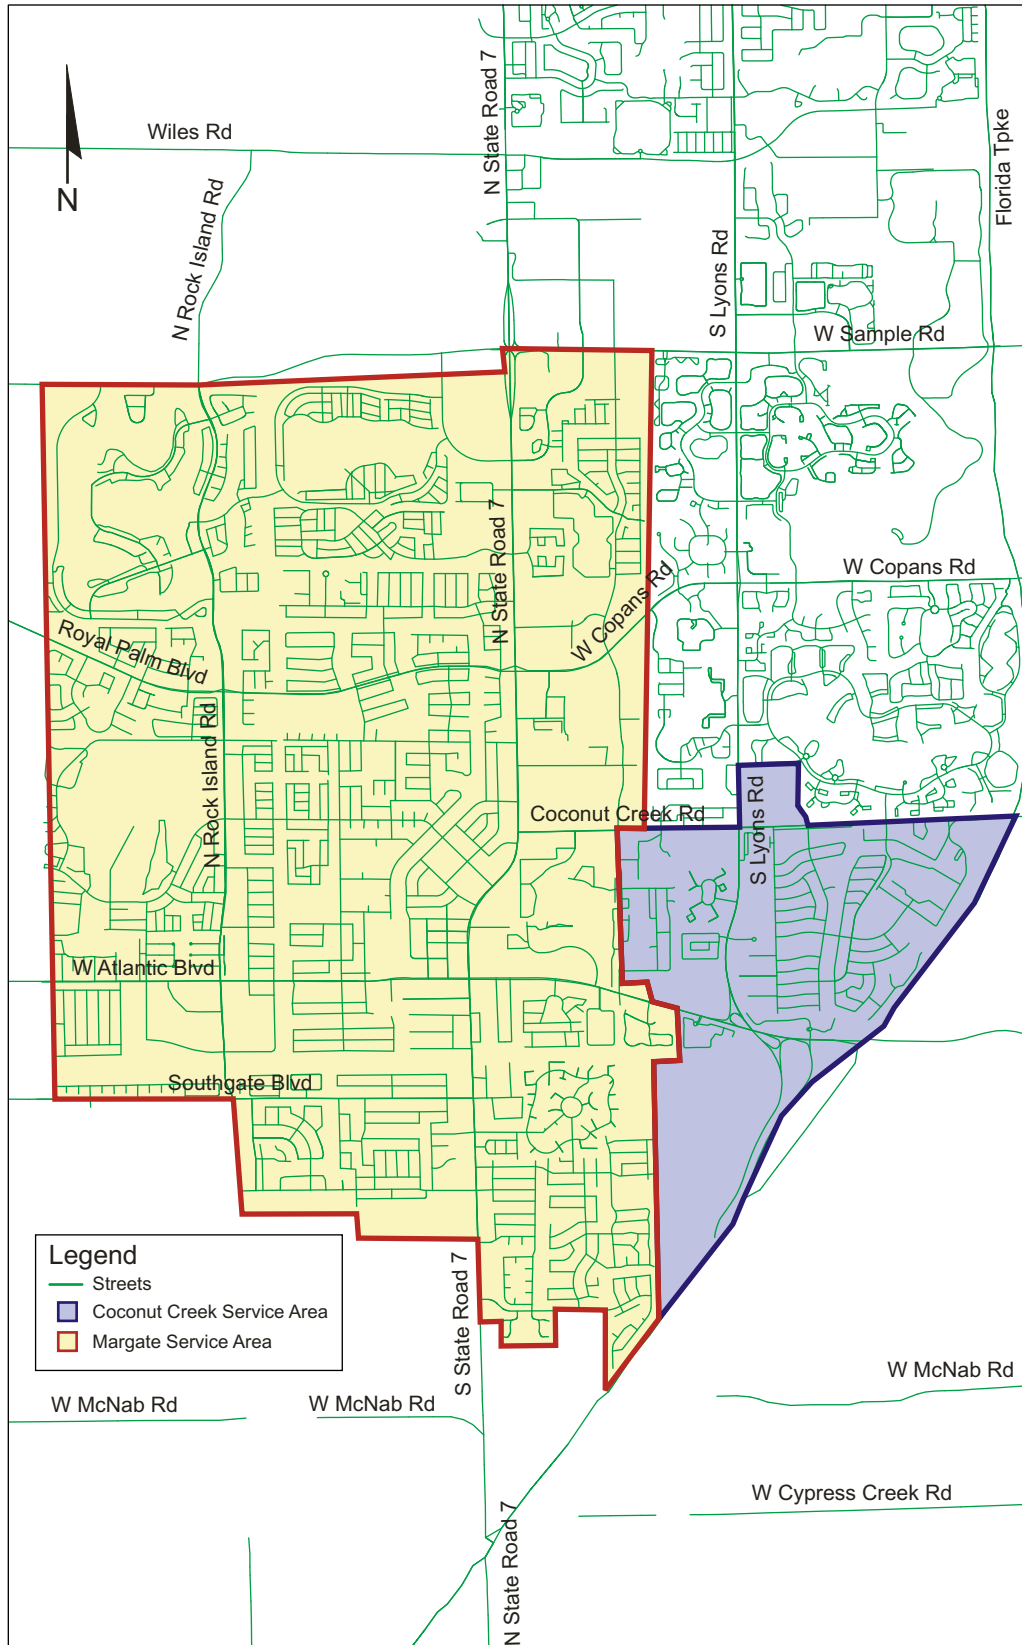 Wiles Rd
N State Road 7
Florida Tpke
N
N Rock Island Rd
S Lyons Rd
W Sample Rd
N State Road 7
W Copans Rd
W Copans Rd
Royal Palm Blvd
N Rock Island Rd
Coconut Creek Rd
S Lyons Rd
W Atlantic Blvd
Southgate Blvd
Legend
Streets
Coconut Creek Service Area
Margate Service Area
S State Road 7
W McNab Rd
W McNab Rd
W McNab Rd
W Cypress Creek Rd
N State Road 7